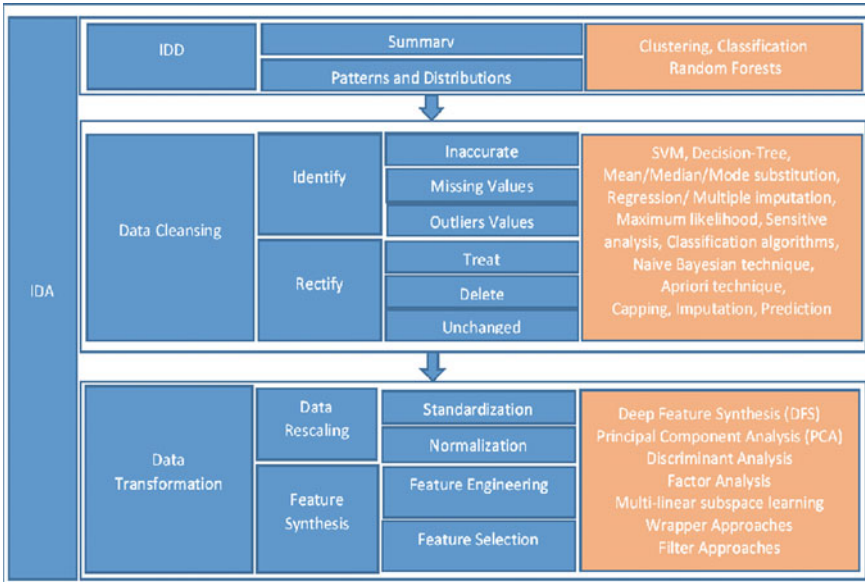 IDA
IDD
Summary
Patterns and Distributions
Clustering, Classification
Random Forests
Data Cleansing
Identify
Inaccurate
Missing Values
Outliers Values
Rectify
Treat
Delete
Unchanged
SVM, Decision-Tree,
Mean/Median/Mode substitution,
Regression/ Multiple imputation,
Maximum likelihood, Sensitive
analysis, Classification algorithms,
Naive Bayesian technique,
Apriori technique,
Capping, Imputation, Prediction
Data
Transformation
Data
Rescaling
Standardization
Normalization
Feature
Synthesis
Feature Engineering
Feature Selection
Deep Feature Synthesis (DFS)
Principal Component Analysis (PCA)
Discriminant Analysis
Factor Analysis
Multi-linear subspace learning
Wrapper Approaches
Filter Approaches